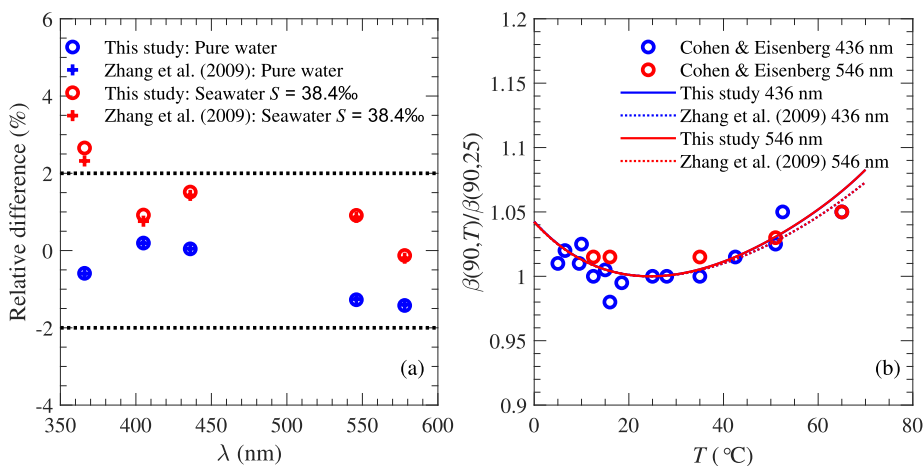 6
4
2
0
-2
-4
Relative difference (%)
This study: Pure water
Zhang et al. (2009): Pure water
This study: Seawater S = 38.4‰
Zhang et al. (2009): Seawater S = 38.4‰
(a)
350 400 450 500 550 600
λ (nm)
1.2
1.15
1.1
1.05
1
0.95
0.9
β(90,T)/β(90,25)
Cohen & Eisenberg 436 nm
Cohen & Eisenberg 546 nm
This study 436 nm
Zhang et al. (2009) 436 nm
This study 546 nm
Zhang et al. (2009) 546 nm
(b)
0 20 40 60 80
T (°C)